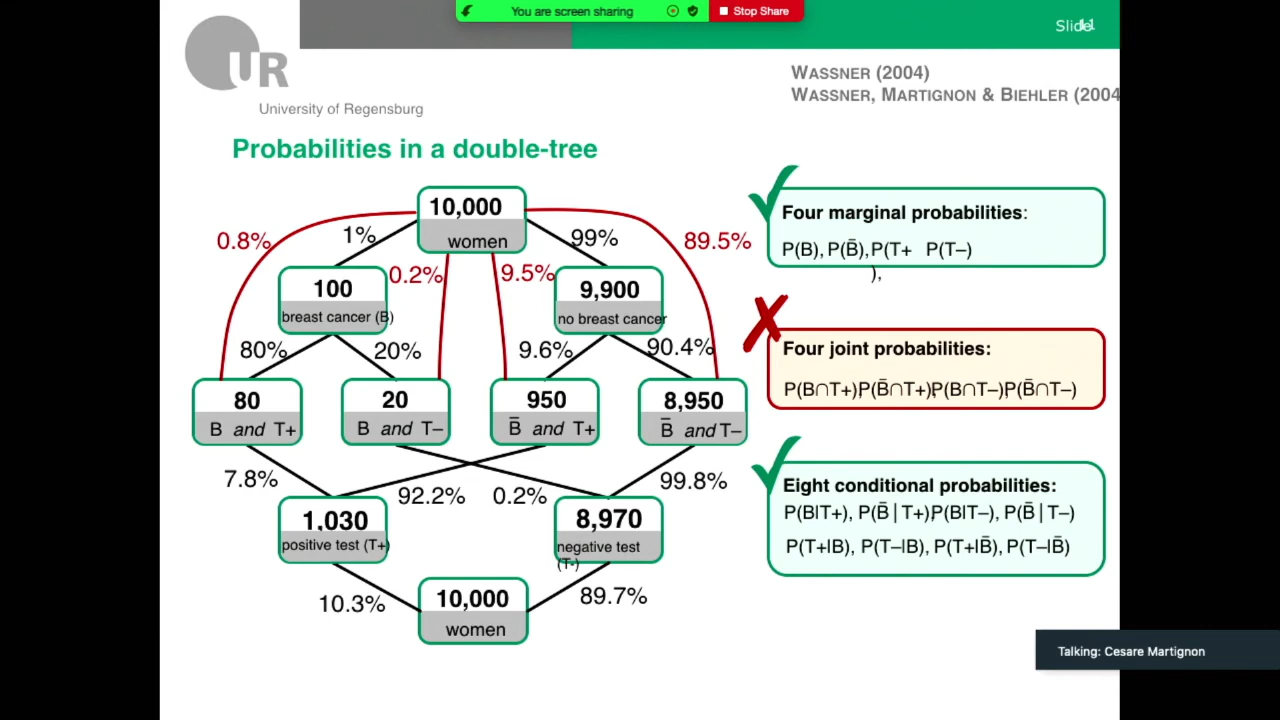 You are screen sharing
Stop Share
Slide
UR
University of Regensburg
WASSNER (2004)
WASSNER, MARTIGNON & BIEHLER (2004
Probabilities in a double-tree
10,000
women
0.8%
1%
99%
89.5%
0.2%
9.5%
100
breast cancer (B)
9,900
no breast cancer
80%
20%
9.6%
90.4%
80
B and T+
20
B and T–
950
B̄ and T+
8,950
B̄ and T–
7.8%
92.2%
0.2%
99.8%
1,030
positive test (T+)
8,970
negative test
(T-)
10.3%
89.7%
10,000
women
Four marginal probabilities:
P(B), P(B̄), P(T+ P(T–)
),
Four joint probabilities:
P(B∩T+), P(B̄∩T+), P(B∩T–), P(B̄∩T–)
Eight conditional probabilities:
P(B|T+), P(B̄|T+), P(B|T–), P(B̄|T–)
P(T+|B), P(T–|B), P(T+|B̄), P(T–|B̄)
Talking: Cesare Martignon